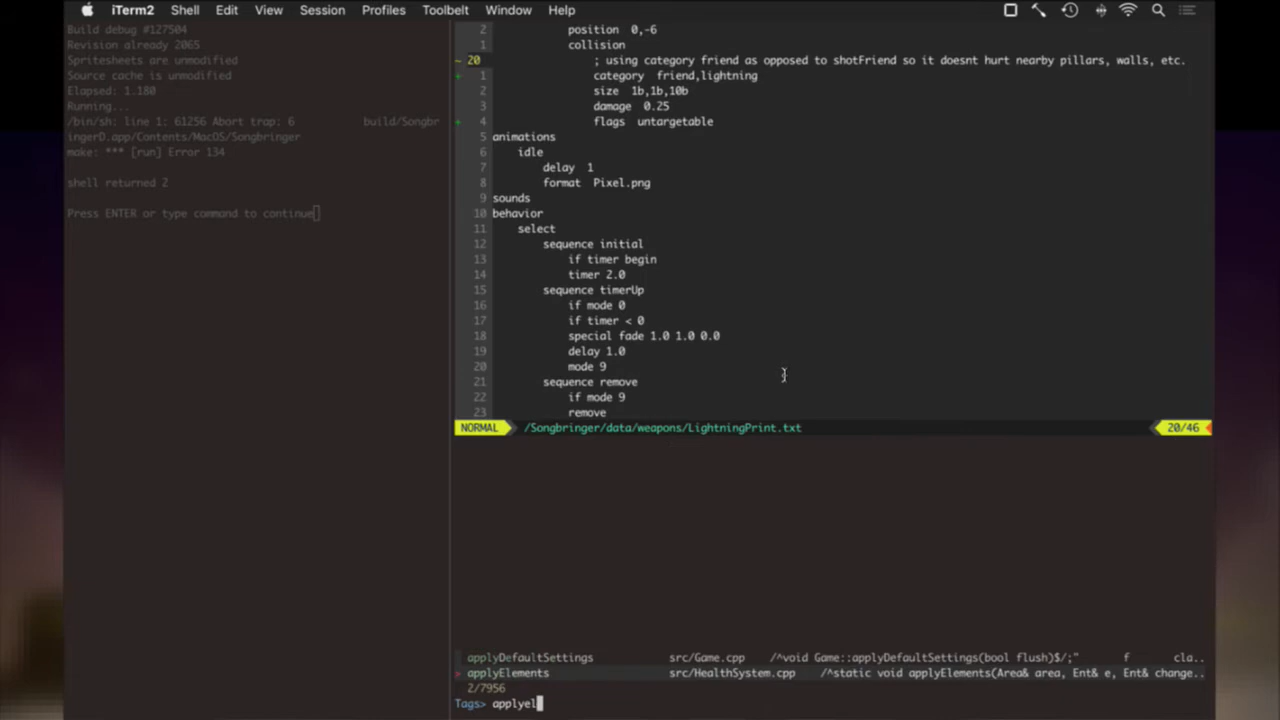 iTerm2 Shell Edit View Session Profiles Toolbelt Window Help
Build debug #127504
Revision already 2065
Spritesheets are unmodified
Source cache is unmodified
Elapsed: 1.180
Running...
/bin/sh: line 1: 61256 Abort trap: 6 build/Songbr
ingerD.app/Contents/MacOS/Songbringer
make: *** [run] Error 134
shell returned 2
Press ENTER or type command to continue
2 position 0,-6
1 collision
~ 20 ; using category friend as opposed to shotFriend so it doesnt hurt nearby pillars, walls, etc.
+ 1 category friend,lightning
2 size 1b,1b,10b
3 damage 0.25
+ 4 flags untargetable
5 animations
6 idle
7 delay 1
8 format Pixel.png
9 sounds
10 behavior
11 select
12 sequence initial
13 if timer begin
14 timer 2.0
15 sequence timerUp
16 if mode 0
17 if timer < 0
18 special fade 1.0 1.0 0.0
19 delay 1.0
20 mode 9
21 sequence remove
22 if mode 9
23 remove
NORMAL /Songbringer/data/weapons/LightningPrint.txt 20/46
applyDefaultSettings src/Game.cpp /^void Game::applyDefaultSettings(bool flush)$/;" f cla..
> applyElements src/HealthSystem.cpp /^static void applyElements(Area& area, Ent& e, Ent& change..
2/7956
Tags> applyel